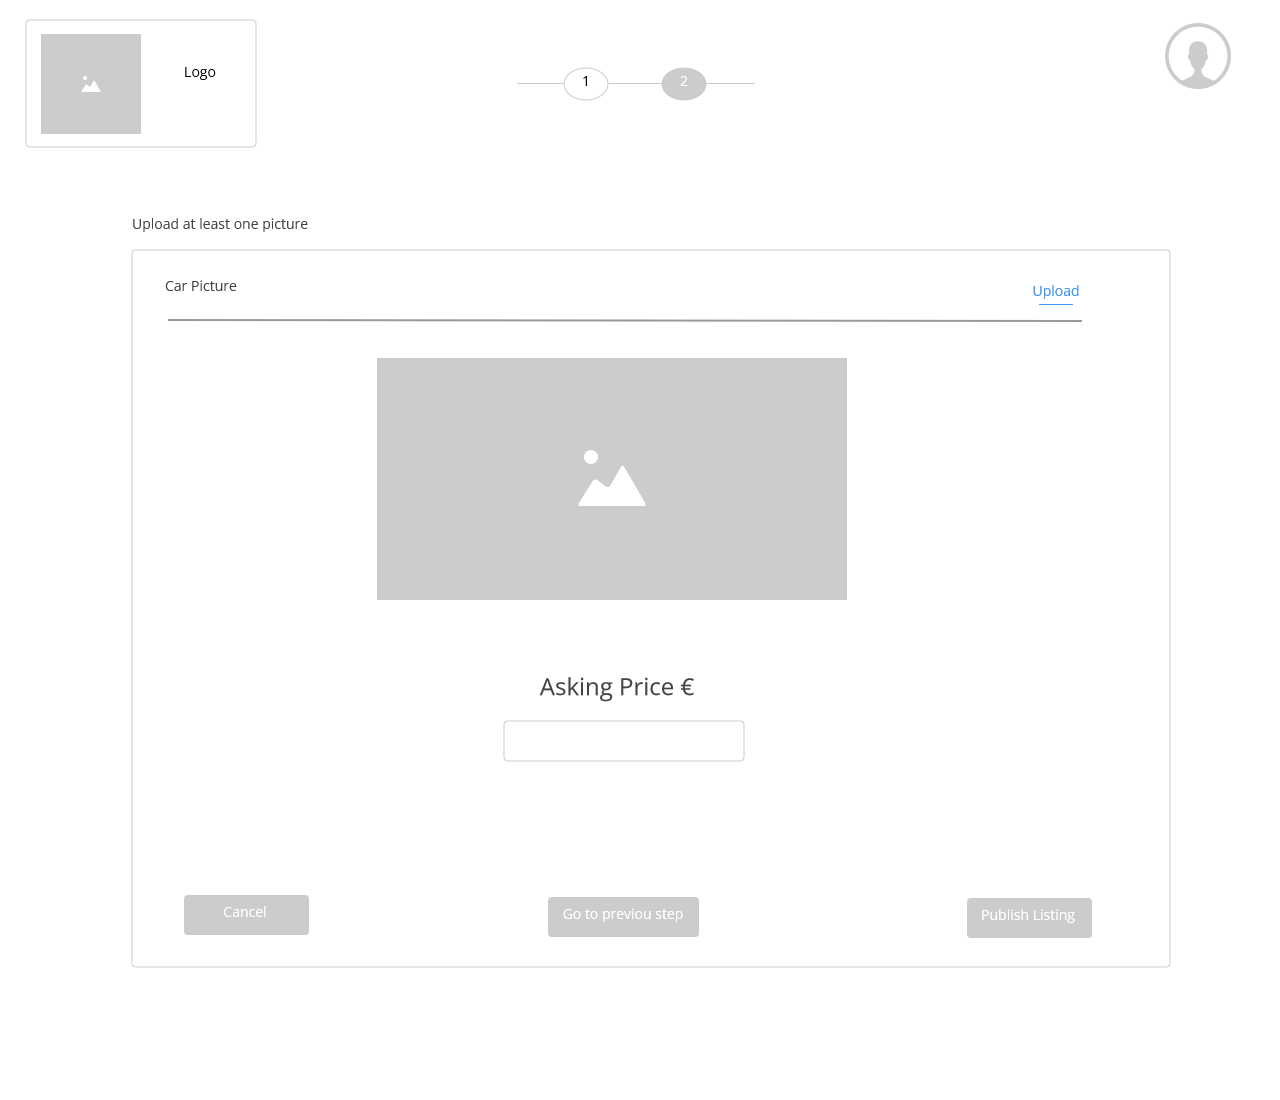 Logo
1
2
Upload at least one picture
Car Picture
Upload
Asking Price €
Cancel
Go to previou step
Publish Listing